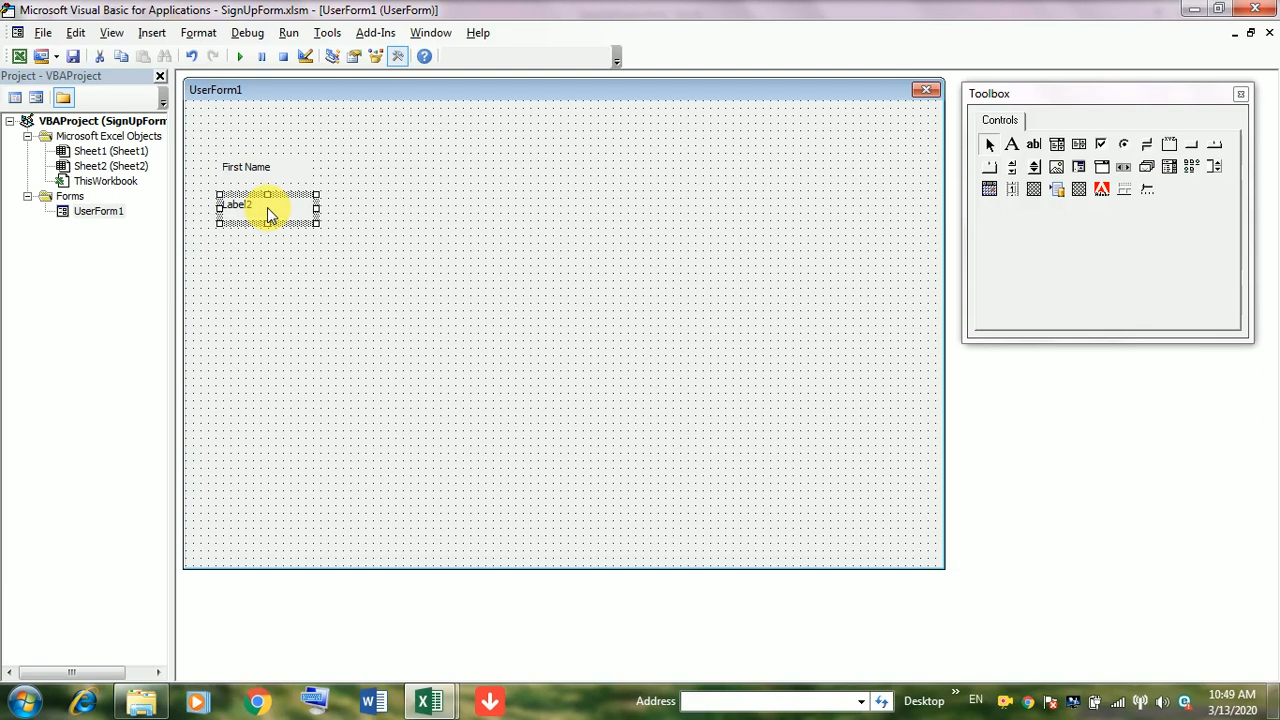 Microsoft Visual Basic for Applications - SignUpForm.xlsm - [UserForm1 (UserForm)]
File Edit View Insert Format Debug Run Tools Add-Ins Window Help
Project - VBAProject
VBAProject (SignUpForm
Microsoft Excel Objects
Sheet1 (Sheet1)
Sheet2 (Sheet2)
ThisWorkbook
Forms
UserForm1
UserForm1
First Name
Label2
Toolbox
Controls
A ab|
Address
Desktop
EN
10:49 AM
3/13/2020